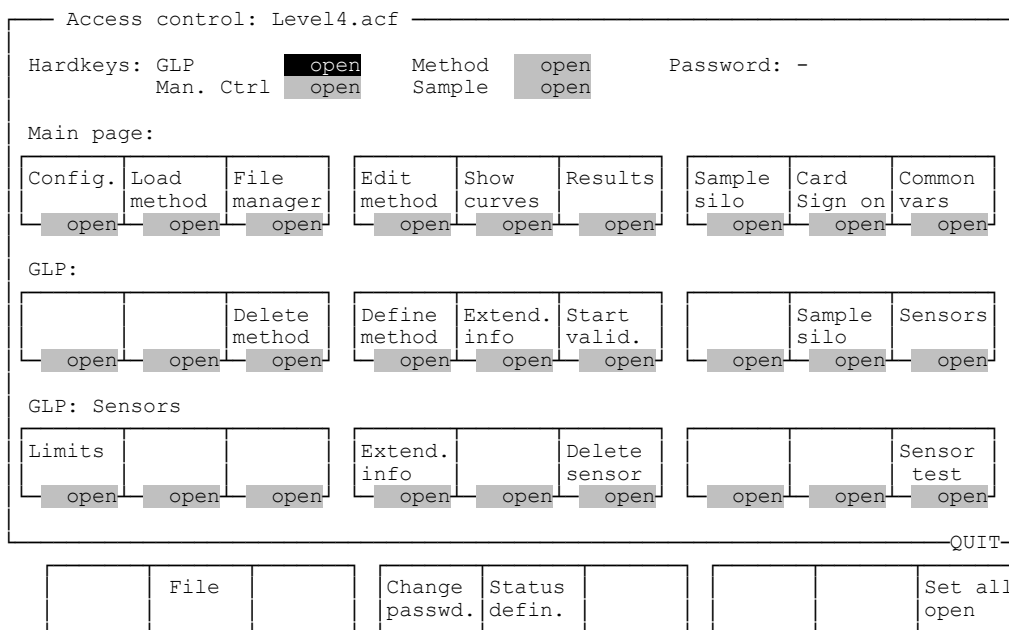 Access control: Level4.acf
Hardkeys: GLP open Method open Password: -
Man. Ctrl open Sample open
Main page:
Config. Load File Edit Show Results Sample Card Common
method manager method curves silo Sign on vars
open open open open open open open open open
GLP:
Delete Define Extend. Start Sample Sensors
method method info valid. silo
open open open open open open open open open
GLP: Sensors
Limits Extend. Delete Sensor
info sensor test
open open open open open open open open open
QUIT
File Change Status Set all
passwd. defin. open